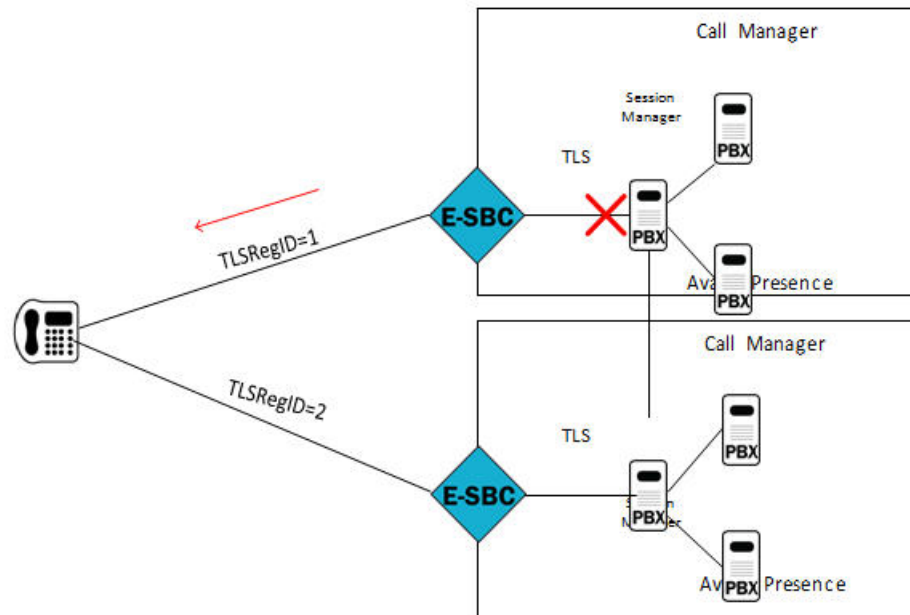 Call Manager
Session
Manager
PBX
TLS
E-SBC
PBX
TLSRegID=1
PBX
Presence
Call Manager
TLSRegID=2
TLS
PBX
E-SBC
PBX
PBX
Presence